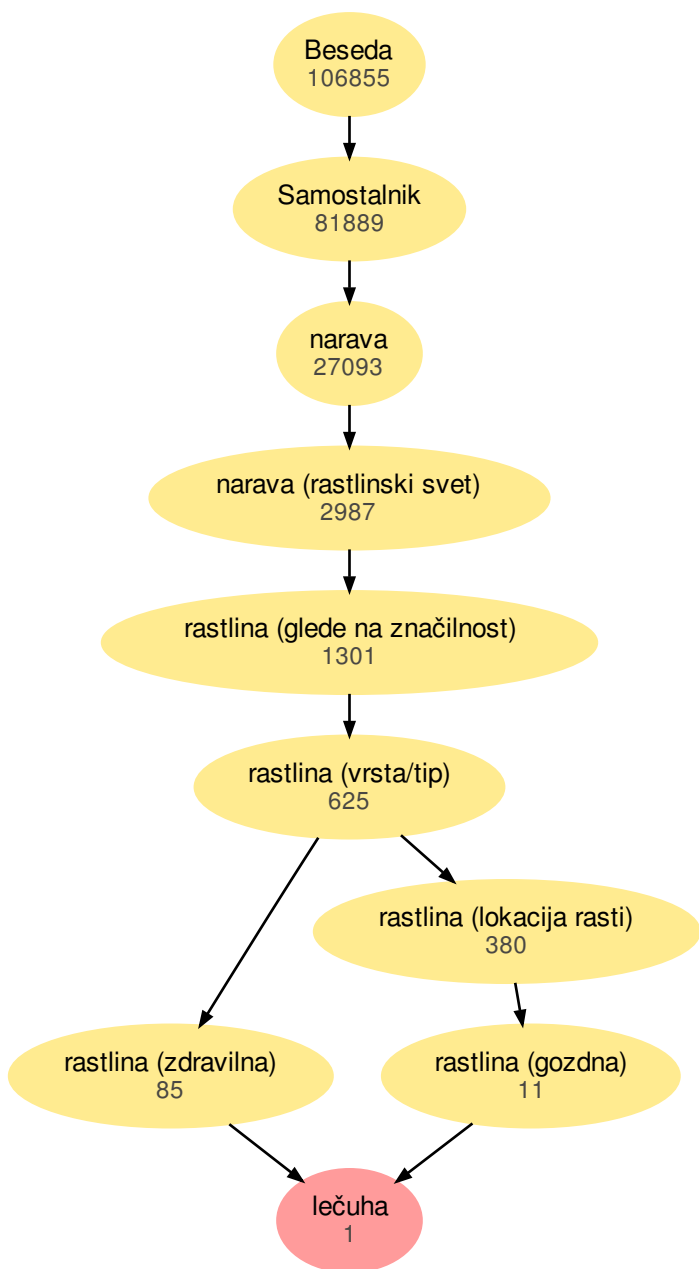 Beseda
106855
Samostalnik
81889
narava
27093
narava (rastlinski svet)
2987
rastlina (glede na značilnost)
1301
rastlina (vrsta/tip)
625
rastlina (lokacija rasti)
380
rastlina (zdravilna)
85
rastlina (gozdna)
11
lečuha
1